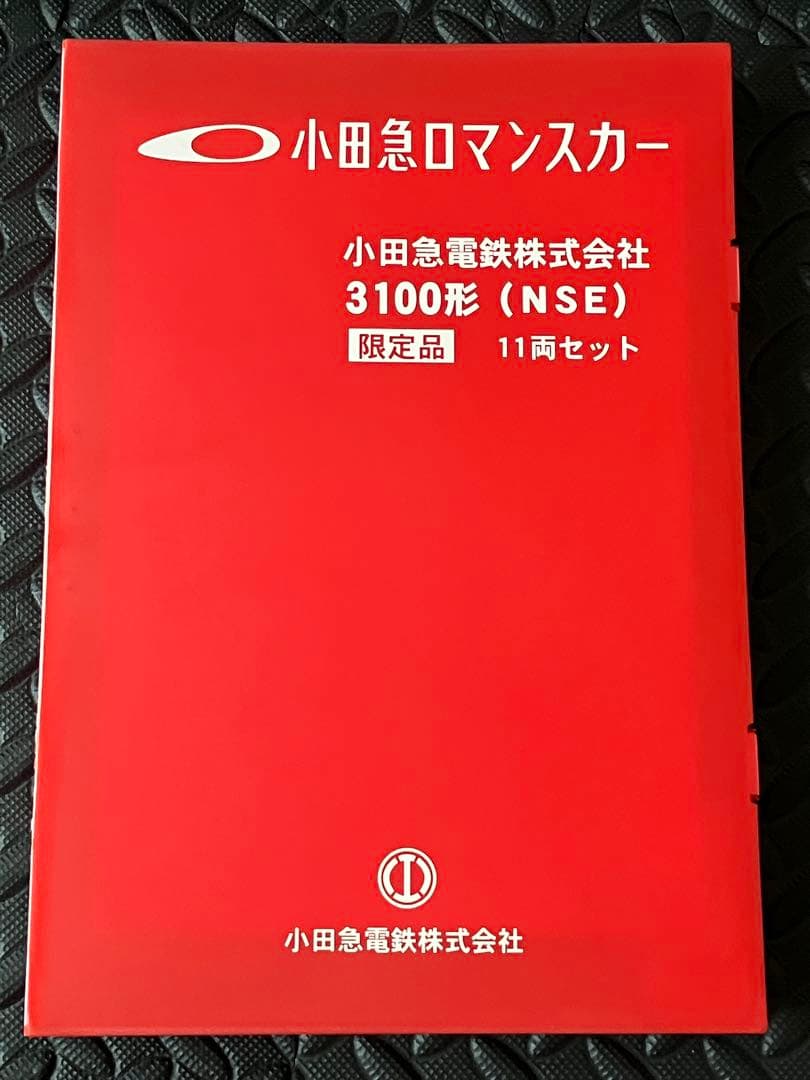 小田急ロマンスカー
小田急電鉄株式会社
3100形（NSE）
限定品 11両セット
小田急電鉄株式会社